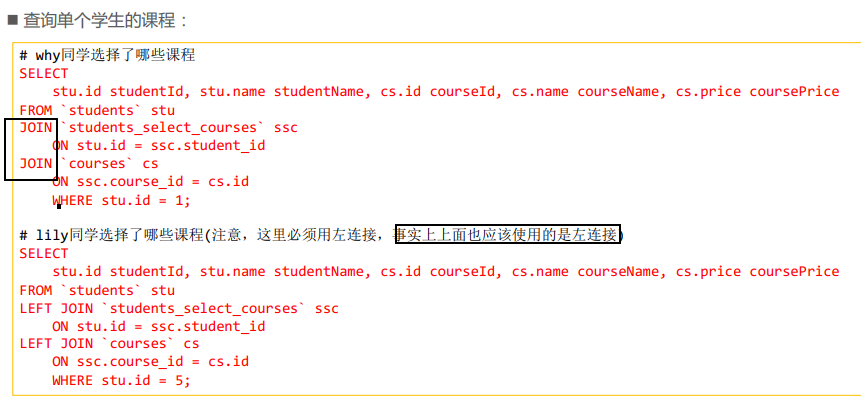 ■ 查询单个学生的课程：
# why同学选择了哪些课程
SELECT
stu.id studentId, stu.name studentName, cs.id courseId, cs.name courseName, cs.price coursePrice
FROM `students` stu
JOIN `students_select_courses` ssc
ON stu.id = ssc.student_id
JOIN `courses` cs
ON ssc.course_id = cs.id
WHERE stu.id = 1;
# lily同学选择了哪些课程(注意，这里必须用左连接，事实上上面也应该使用的是左连接)
SELECT
stu.id studentId, stu.name studentName, cs.id courseId, cs.name courseName, cs.price coursePrice
FROM `students` stu
LEFT JOIN `students_select_courses` ssc
ON stu.id = ssc.student_id
LEFT JOIN `courses` cs
ON ssc.course_id = cs.id
WHERE stu.id = 5;